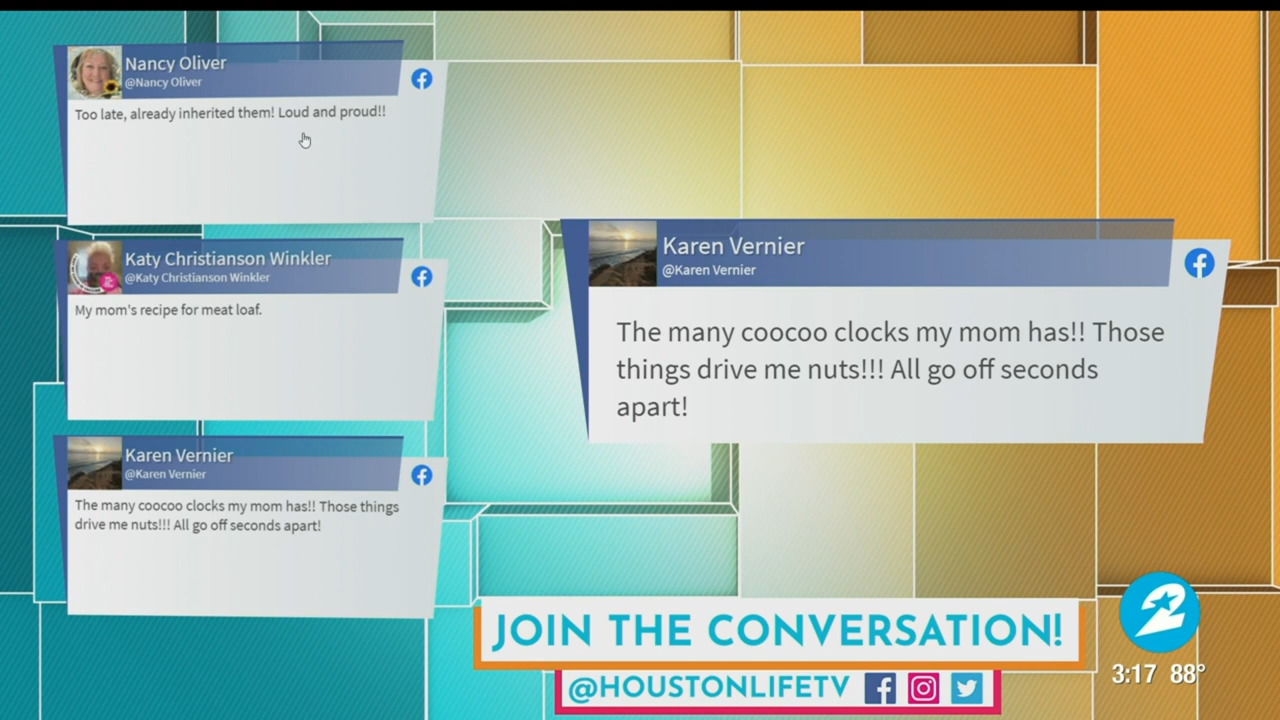 Nancy Oliver
@Nancy Oliver
Too late, already inherited them! Loud and proud!!
Katy Christianson Winkler
@Katy Christianson Winkler
My mom's recipe for meat loaf.
Karen Vernier
@Karen Vernier
The many coocoo clocks my mom has!! Those things
drive me nuts!!! All go off seconds apart!
Karen Vernier
@Karen Vernier
The many coocoo clocks my mom has!! Those
things drive me nuts!!! All go off seconds
apart!
JOIN THE CONVERSATION!
@HOUSTONLIFETV
2
3:17 88°